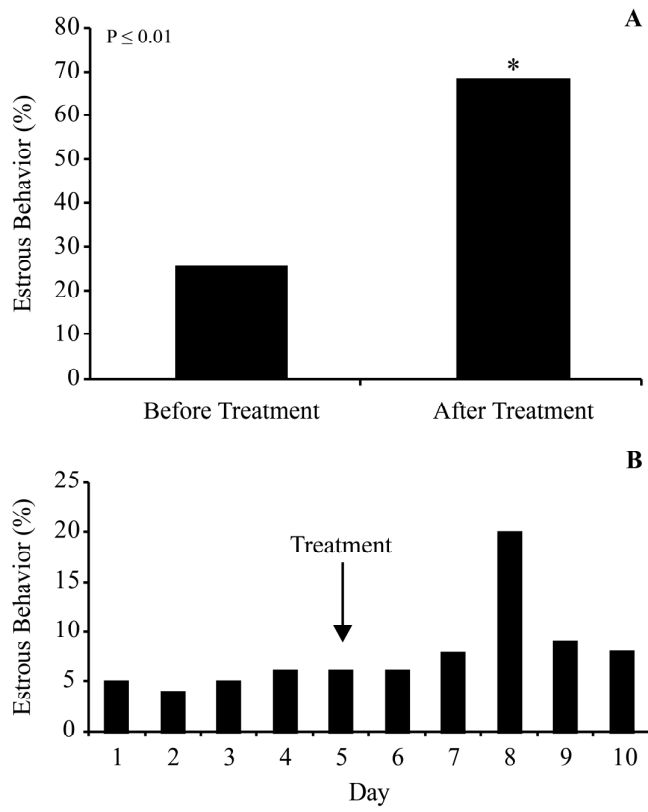 A
P ≤ 0.01
*
80
70
60
50
40
30
20
10
0
Estrous Behavior (%)
Before Treatment After Treatment
B
25
20
15
10
5
0
Estrous Behavior (%)
Treatment
1 2 3 4 5 6 7 8 9 10
Day